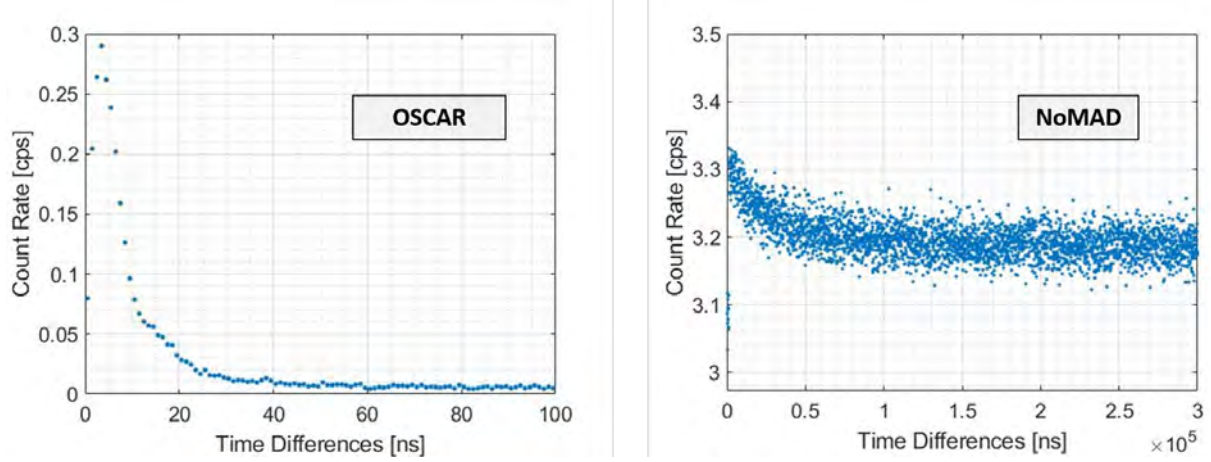 0.3
0.25
0.2
0.15
0.1
0.05
0
Count Rate [cps]
OSCAR
0 20 40 60 80 100
Time Differences [ns]
3.5
3.4
3.3
3.2
3.1
3
Count Rate [cps]
NoMAD
0 0.5 1 1.5 2 2.5 3
Time Differences [ns] ×10⁵